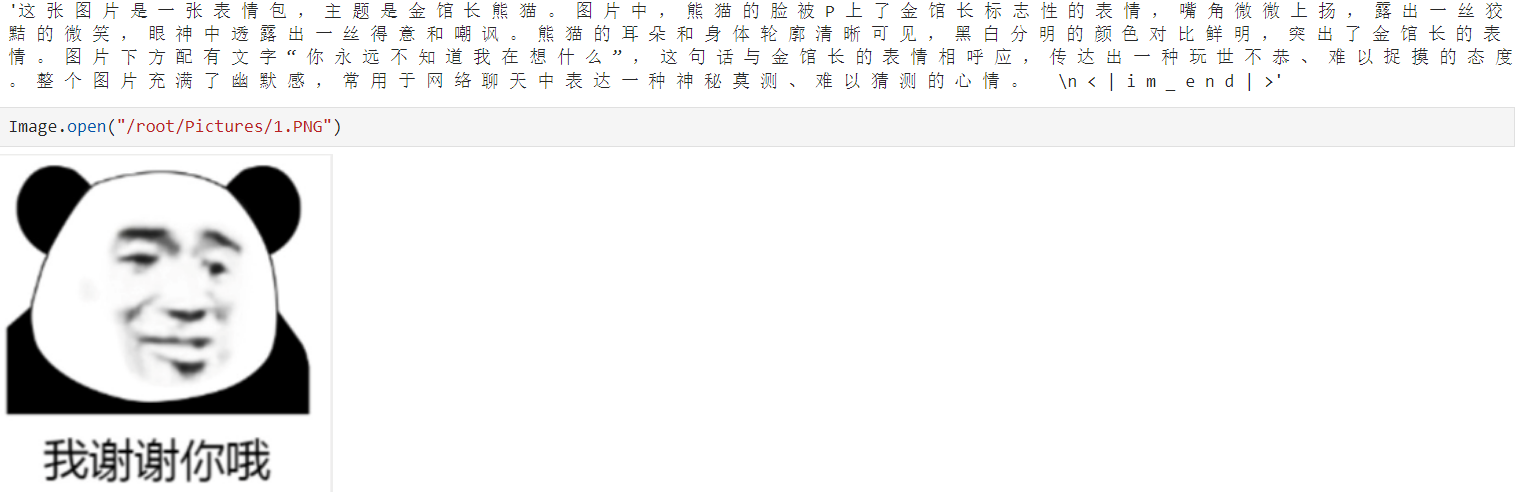 '这 张 图 片 是 一 张 表 情 包 ， 主 题 是 金 馆 长 熊 猫 。 图 片 中 ， 熊 猫 的 脸 被 P 上 了 金 馆 长 标 志 性 的 表 情 ， 嘴 角 微 微 上 扬 ， 露 出 一 丝 狡
黠 的 微 笑 ， 眼 神 中 透 露 出 一 丝 得 意 和 嘲 讽 。 熊 猫 的 耳 朵 和 身 体 轮 廓 清 晰 可 见 ， 黑 白 分 明 的 颜 色 对 比 鲜 明 ， 突 出 了 金 馆 长 的 表
情 。 图 片 下 方 配 有 文 字 “ 你 永 远 不 知 道 我 在 想 什 么 ” ， 这 句 话 与 金 馆 长 的 表 情 相 呼 应 ， 传 达 出 一 种 玩 世 不 恭 、 难 以 捉 摸 的 态 度
。 整 个 图 片 充 满 了 幽 默 感 ， 常 用 于 网 络 聊 天 中 表 达 一 种 神 秘 莫 测 、 难 以 猜 测 的 心 情 。 \n < | i m _ e n d | >'
Image.open("/root/Pictures/1.PNG")
我谢谢你哦